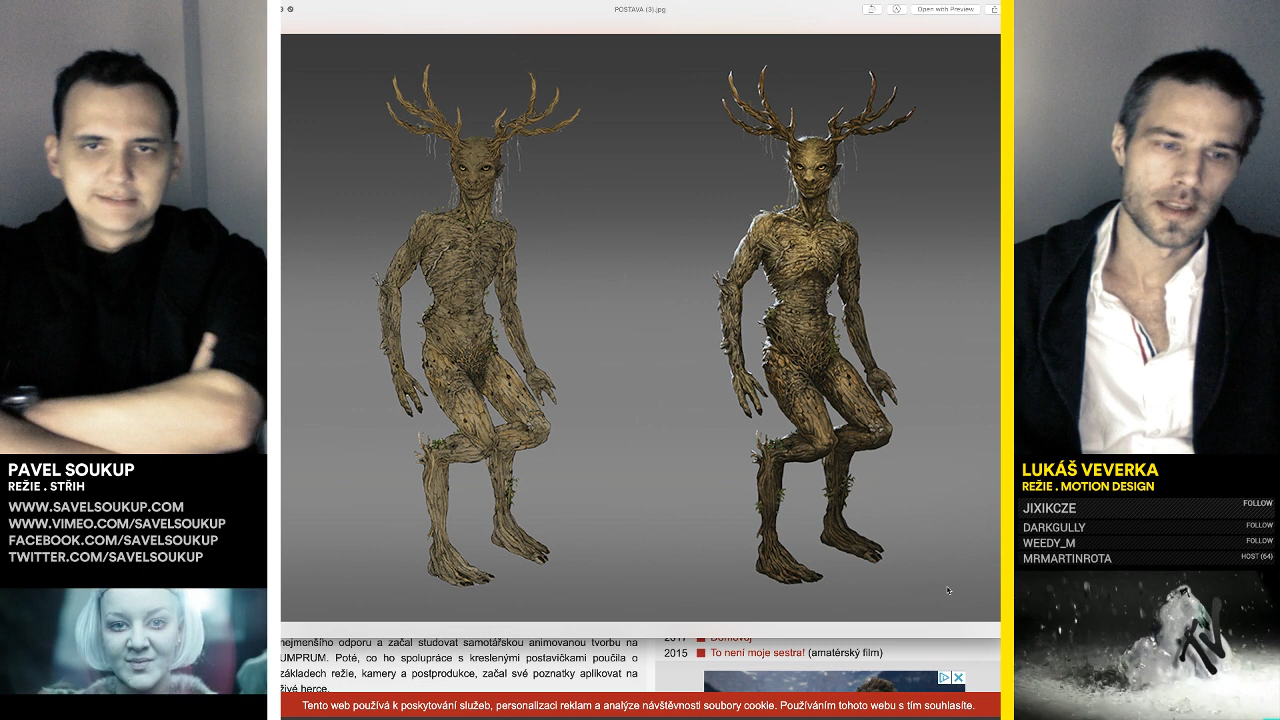 POSTAVA (3).jpg
Open with Preview
PAVEL SOUKUP
REŽIE . STŘIH
WWW.SAVELSOUKUP.COM
WWW.VIMEO.COM/SAVELSOUKUP
FACEBOOK.COM/SAVELSOUKUP
TWITTER.COM/SAVELSOUKUP
nejmenšího odporu a začal studovat samotářskou animovanou tvorbu na
UMPRUM. Poté, co ho spolupráce s kreslenými postavičkami poučila o
základech režie, kamery a postprodukce, začal své poznatky aplikovat na
živé herce.
2017 Domovoj
2015 To není moje sestra! (amatérský film)
Tento web používá k poskytování služeb, personalizaci reklam a analýze návštěvnosti soubory cookie. Používáním tohoto webu s tím souhlasíte.
LUKÁŠ VEVERKA
REŽIE . MOTION DESIGN
JIXIKCZE FOLLOW
DARKGULLY FOLLOW
WEEDY_M FOLLOW
MRMARTINROTA HOST (64)
TV